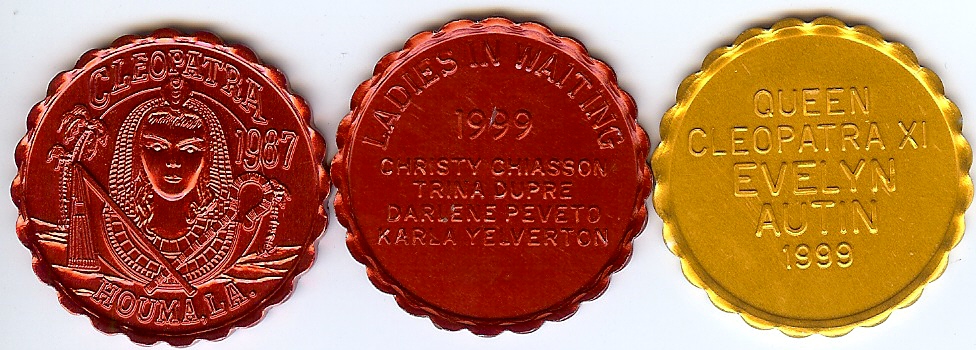 CLEOPATRA
1987
HOUMA, LA.
LADIES IN WAITING
1999
CHRISTY CHIASSON
TRINA DUPRE
DARLENE PEVETO
KARLA YELVERTON
QUEEN
CLEOPATRA XI
EVELYN
AUTIN
1999